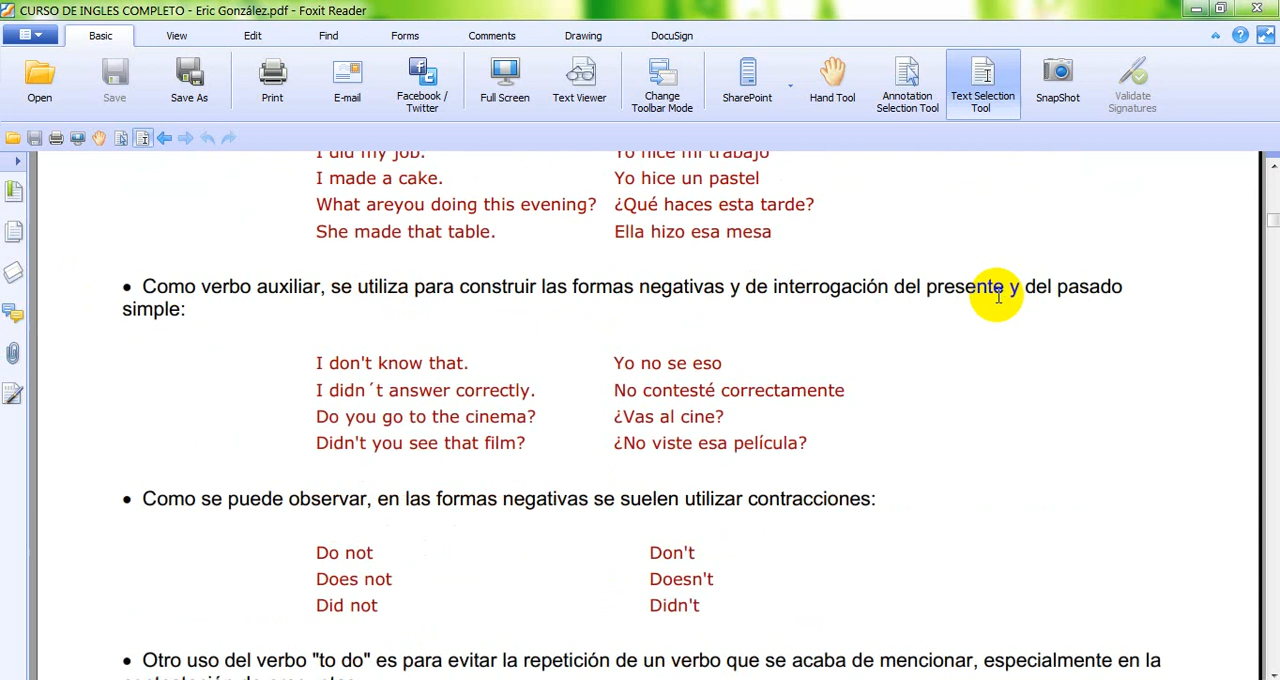 CURSO DE INGLES COMPLETO - Eric González.pdf - Foxit Reader
Basic View Edit Find Forms Comments Drawing DocuSign
Open Save Save As Print E-mail Facebook / Twitter Full Screen Text Viewer Change Toolbar Mode SharePoint Hand Tool Annotation Selection Tool Text Selection Tool SnapShot Validate Signatures
I did my job. Yo hice mi trabajo
I made a cake. Yo hice un pastel
What areyou doing this evening? ¿Qué haces esta tarde?
She made that table. Ella hizo esa mesa
• Como verbo auxiliar, se utiliza para construir las formas negativas y de interrogación del presente y del pasado
simple:
I don't know that. Yo no se eso
I didn´t answer correctly. No contesté correctamente
Do you go to the cinema? ¿Vas al cine?
Didn't you see that film? ¿No viste esa película?
• Como se puede observar, en las formas negativas se suelen utilizar contracciones:
Do not Don't
Does not Doesn't
Did not Didn't
• Otro uso del verbo "to do" es para evitar la repetición de un verbo que se acaba de mencionar, especialmente en la